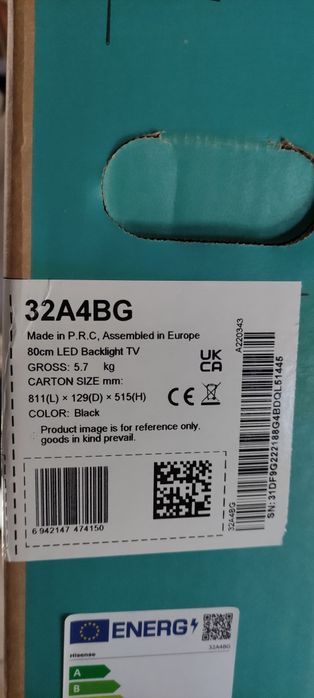 32A4BG
Made in P.R.C, Assembled in Europe
80cm LED Backlight TV
GROSS: 5.7 kg
CARTON SIZE mm:
811(L) × 129(D) × 515(H)
COLOR: Black
Product image is for reference only.
goods in kind prevail.
UK
CA
CE
6 942147 474150
32A4BG
A220343
SN: 31DF9G222188G4BDQL51445
ENERG
Hisense
32A4BG
A
B